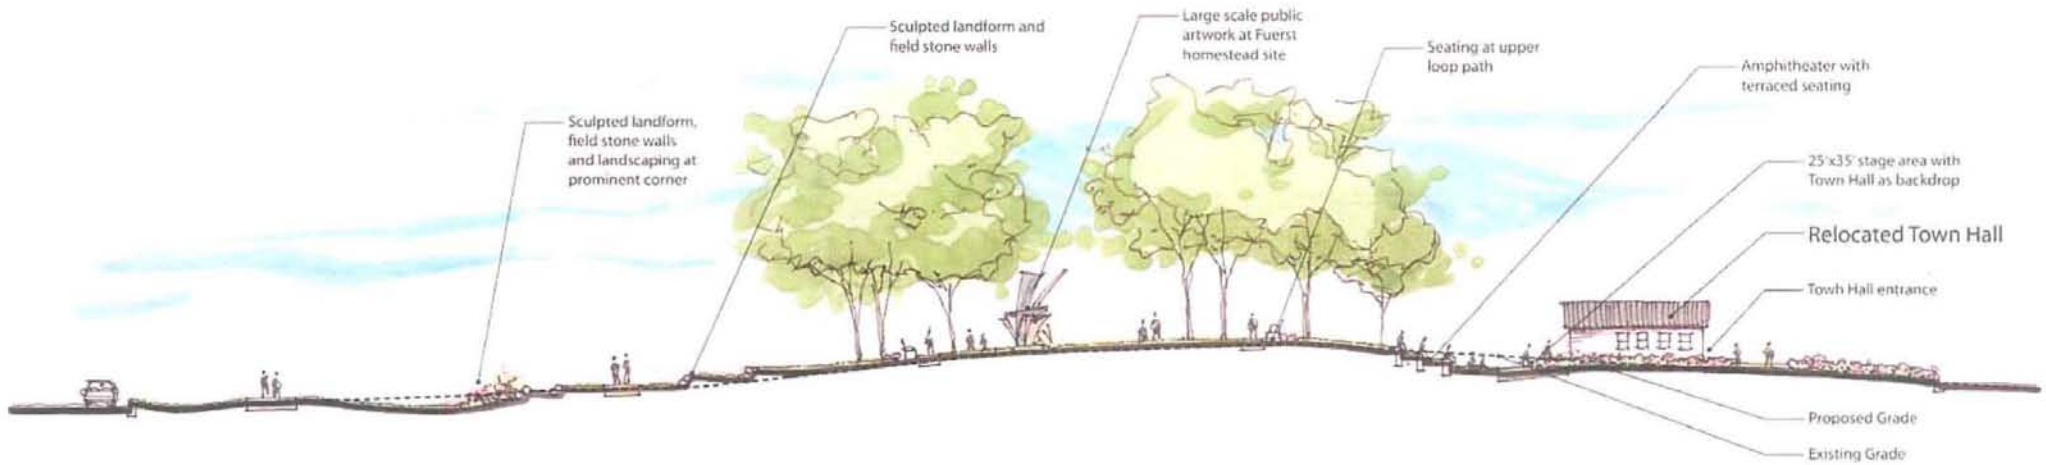 Sculpted landform,
field stone walls
and landscaping at
prominent corner
Sculpted landform and
field stone walls
Large scale public
artwork at Fuerst
homestead site
Seating at upper
loop path
Amphitheater with
terraced seating
25'x35' stage area with
Town Hall as backdrop
Relocated Town Hall
Towh Hall entrance
Proposed Grade
Existing Grade